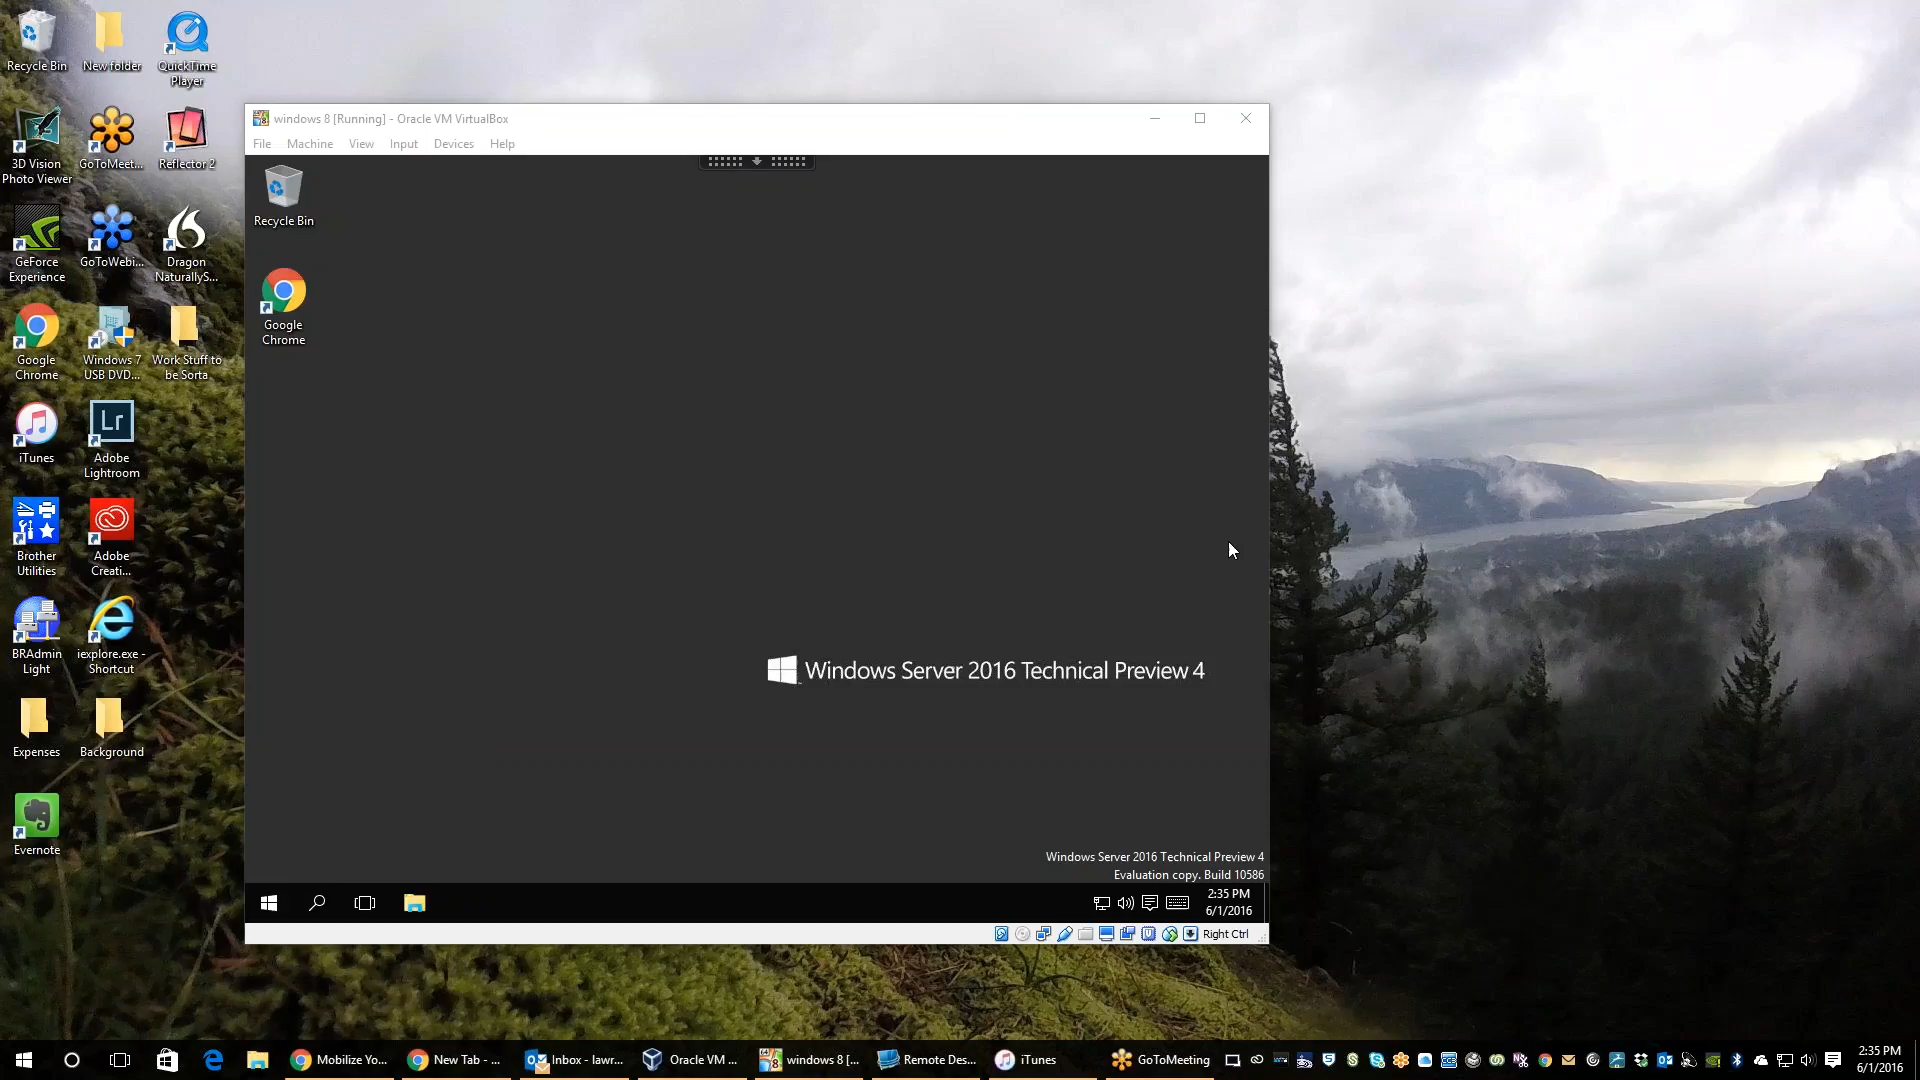 Recycle Bin
New folder
QuickTime
Player
3D Vision
Photo Viewer
GoToMeet...
Reflector 2
GeForce
Experience
GoToWebi...
Dragon
NaturallyS...
Google
Chrome
Windows 7
USB DVD...
Work Stuff to
be Sorta
iTunes
Lr
Adobe
Lightroom
Brother
Utilities
Adobe
Creati...
BRAdmin
Light
iexplore.exe -
Shortcut
Expenses
Background
Evernote
windows 8 [Running] - Oracle VM VirtualBox
File Machine View Input Devices Help
Recycle Bin
Google
Chrome
Windows Server 2016 Technical Preview 4
Windows Server 2016 Technical Preview 4
Evaluation copy. Build 10586
2:35 PM
6/1/2016
Right Ctrl
Mobilize Yo...
New Tab - ...
Inbox - lawr...
Oracle VM ...
windows 8 [...
Remote Des...
iTunes
GoToMeeting
2:35 PM
6/1/2016